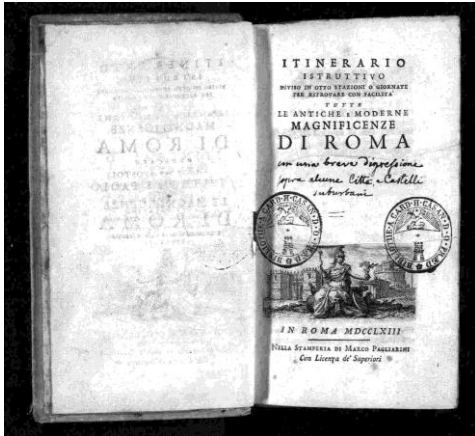 ITINERARIO
ISTRUTTIVO
DIVISO IN OTTO STAZIONI O GIORNATE
PER RITROVARE CON FACILITA
TUTTE
LE ANTICHE E MODERNE
MAGNIFICENZE
DI ROMA
con una breve digressione
sopra alcune Città, e Castelli
suburbani
IN ROMA MDCCLXIII
NELLA STAMPERIA DI MARCO PAGLIARINI
Con Licenza de' Superiori